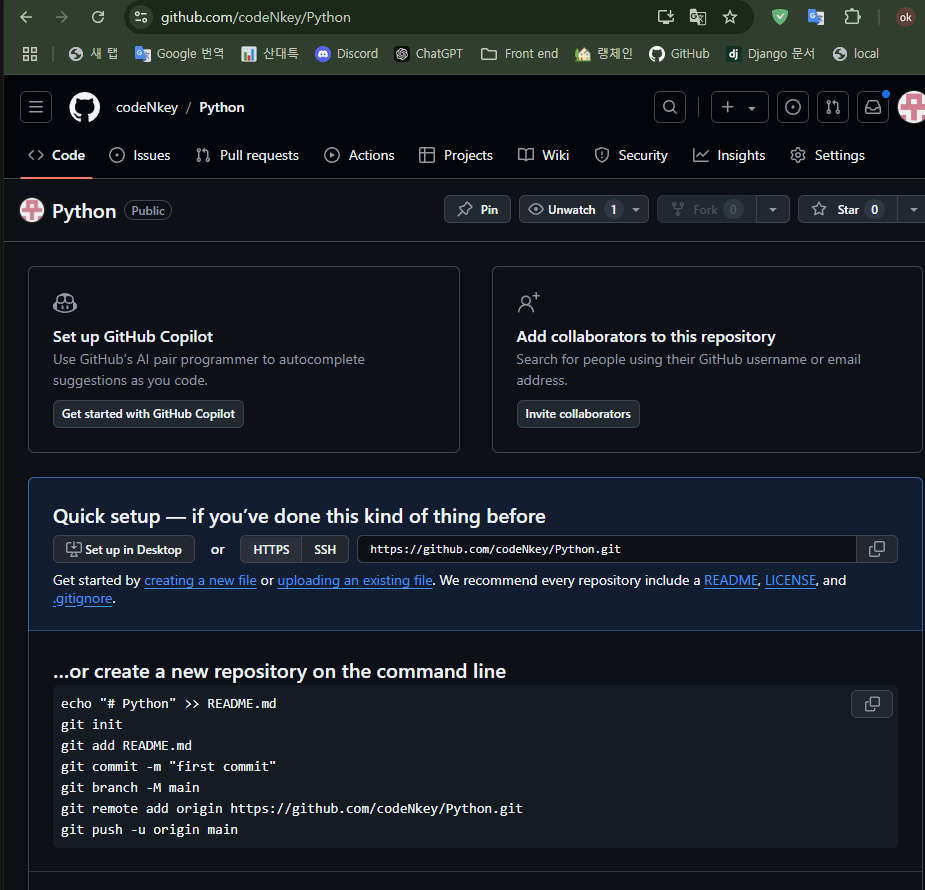 github.com/codeNkey/Python
ok
새 탭 Google 번역 산대특 Discord ChatGPT Front end 랭체인 GitHub dj Django 문서 local
codeNkey / Python
Code Issues Pull requests Actions Projects Wiki Security Insights Settings
Python Public Pin Unwatch 1 Fork 0 Star 0
Set up GitHub Copilot
Use GitHub's AI pair programmer to autocomplete
suggestions as you code.
Get started with GitHub Copilot
Add collaborators to this repository
Search for people using their GitHub username or email
address.
Invite collaborators
Quick setup — if you’ve done this kind of thing before
Set up in Desktop or HTTPS SSH https://github.com/codeNkey/Python.git
Get started by creating a new file or uploading an existing file. We recommend every repository include a README, LICENSE, and
.gitignore.
…or create a new repository on the command line
echo "# Python" >> README.md
git init
git add README.md
git commit -m "first commit"
git branch -M main
git remote add origin https://github.com/codeNkey/Python.git
git push -u origin main